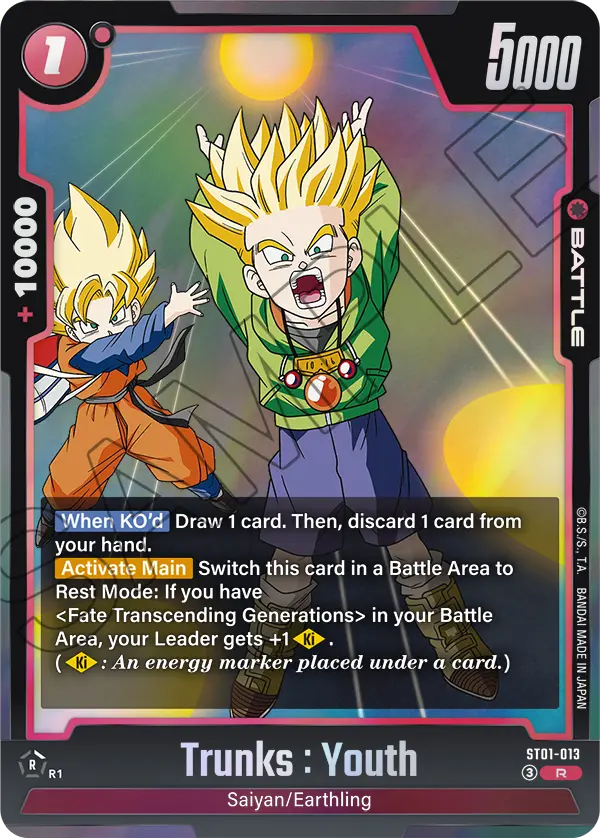 1
5000
+ 10000
BATTLE
SAMPLE
When KO'd Draw 1 card. Then, discard 1 card from
your hand.
Activate Main Switch this card in a Battle Area to
Rest Mode: If you have
<Fate Transcending Generations> in your Battle
Area, your Leader gets +1 Ki.
( Ki : An energy marker placed under a card.)
©B.S./S., T.A. BANDAI MADE IN JAPAN
R
R1
Trunks : Youth
ST01-013
3 R
Saiyan/Earthling